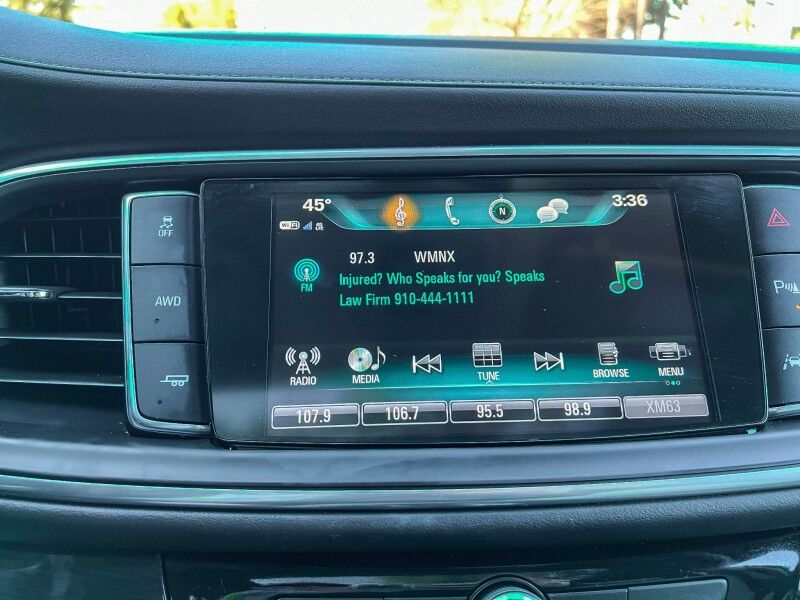 45°
3:36
WiFi
N
OFF
97.3 WMNX
FM
Injured? Who Speaks for you? Speaks
Law Firm 910-444-1111
AWD
P
RADIO
MEDIA
TUNE
BROWSE
MENU
107.9
106.7
95.5
98.9
XM63